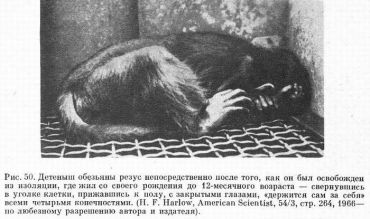 Рис. 50. Детеныш обезьяны резус непосредственно после того, как он был освобожден
из изоляции, где жил со своего рождения до 12-месячного возраста — свернувшись
в уголке клетки, прижавшись к полу, с закрытыми глазами, «держится сам за себя»
всеми четырьмя конечностями. (H. F. Harlow, American Scientist, 54/3, стр. 264, 1966—
по любезному разрешению автора и издателя).